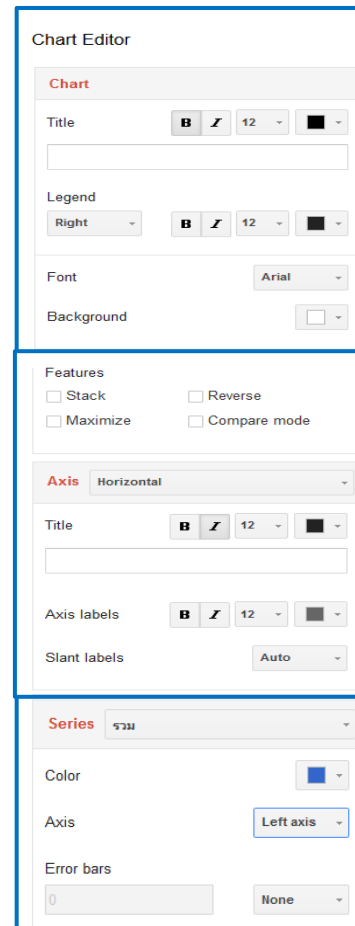 Chart Editor
Chart
Title B I 12
Legend
Right B I 12
Font Arial
Background
Features
Stack Reverse
Maximize Compare mode
Axis Horizontal
Title B I 12
Axis labels B I 12
Slant labels Auto
Series รวม
Color
Axis Left axis
Error bars
0 None